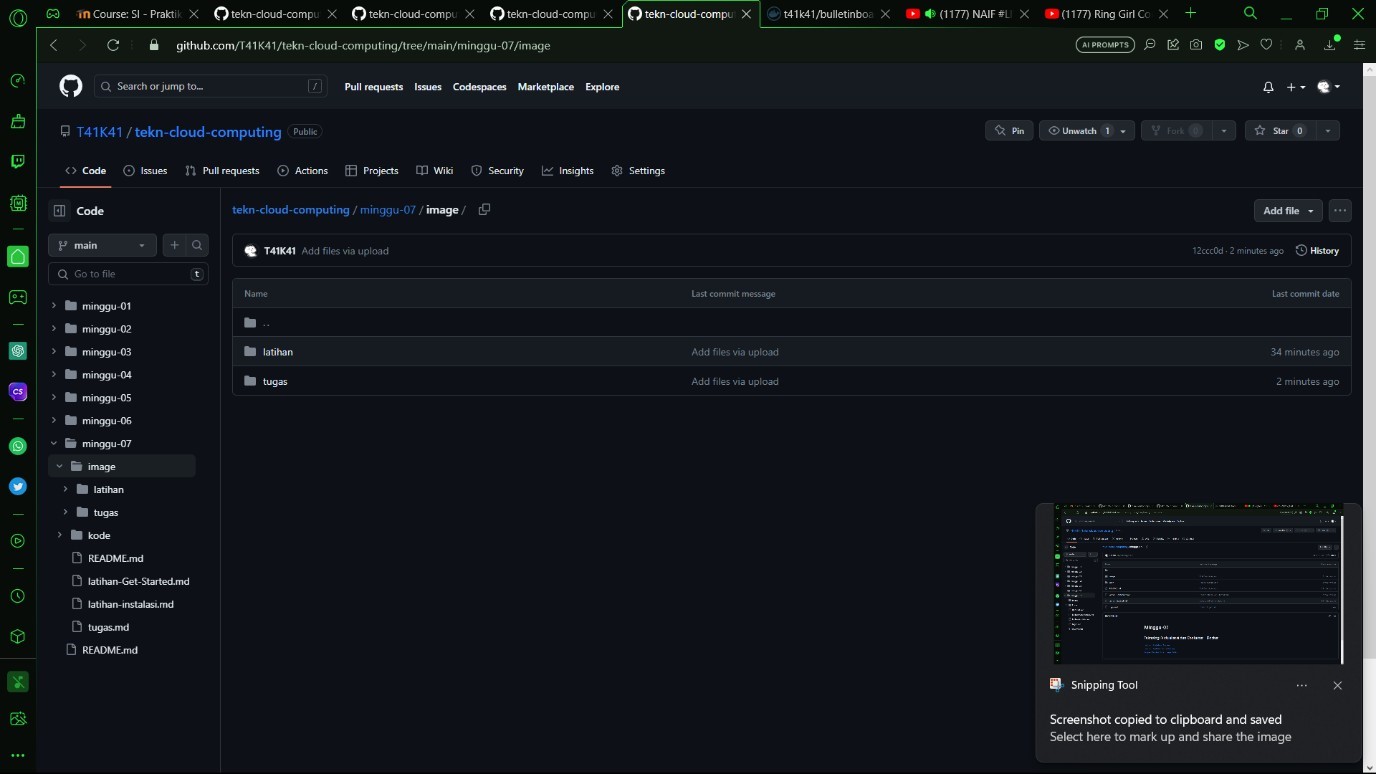 Course: SI - Praktik
tekn-cloud-compu
tekn-cloud-compu
tekn-cloud-compu
tekn-cloud-compu
t41k41/bulletinboa
(1177) NAIF #LI
(1177) Ring Girl Co
github.com/T41K41/tekn-cloud-computing/tree/main/minggu-07/image
AI PROMPTS
Search or jump to...
/
Pull requests
Issues
Codespaces
Marketplace
Explore
T41K41 / tekn-cloud-computing
Public
Pin
Unwatch 1
Fork 0
Star 0
Code
Issues
Pull requests
Actions
Projects
Wiki
Security
Insights
Settings
Code
main
Go to file
t
minggu-01
minggu-02
minggu-03
minggu-04
minggu-05
minggu-06
minggu-07
image
latihan
tugas
kode
README.md
latihan-Get-Started.md
latihan-instalasi.md
tugas.md
README.md
tekn-cloud-computing / minggu-07 / image /
Add file
T41K41 Add files via upload
12ccc0d · 2 minutes ago
History
Name Last commit message Last commit date
..
latihan Add files via upload 34 minutes ago
tugas Add files via upload 2 minutes ago
Snipping Tool
Screenshot copied to clipboard and saved
Select here to mark up and share the image